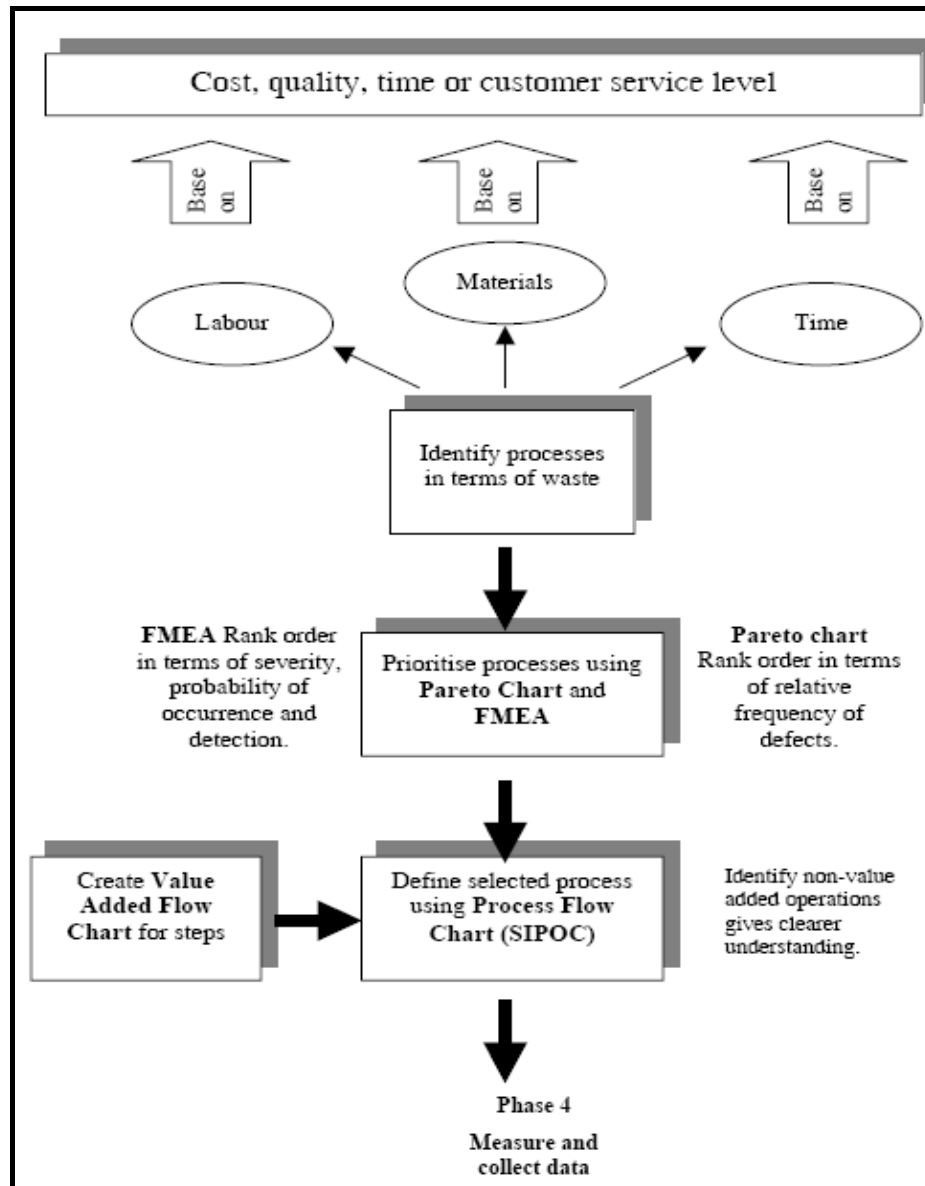 Cost, quality, time or customer service level
Base
on
Base
on
Base
on
Labour
Materials
Time
Identify processes
in terms of waste
FMEA Rank order
in terms of severity,
probability of
occurrence and
detection.
Prioritise processes using
Pareto Chart and
FMEA
Pareto chart
Rank order in terms
of relative
frequency of
defects.
Create Value
Added Flow
Chart for steps
Define selected process
using Process Flow
Chart (SIPOC)
Identify non-value
added operations
gives clearer
understanding.
Phase 4
Measure and
collect data